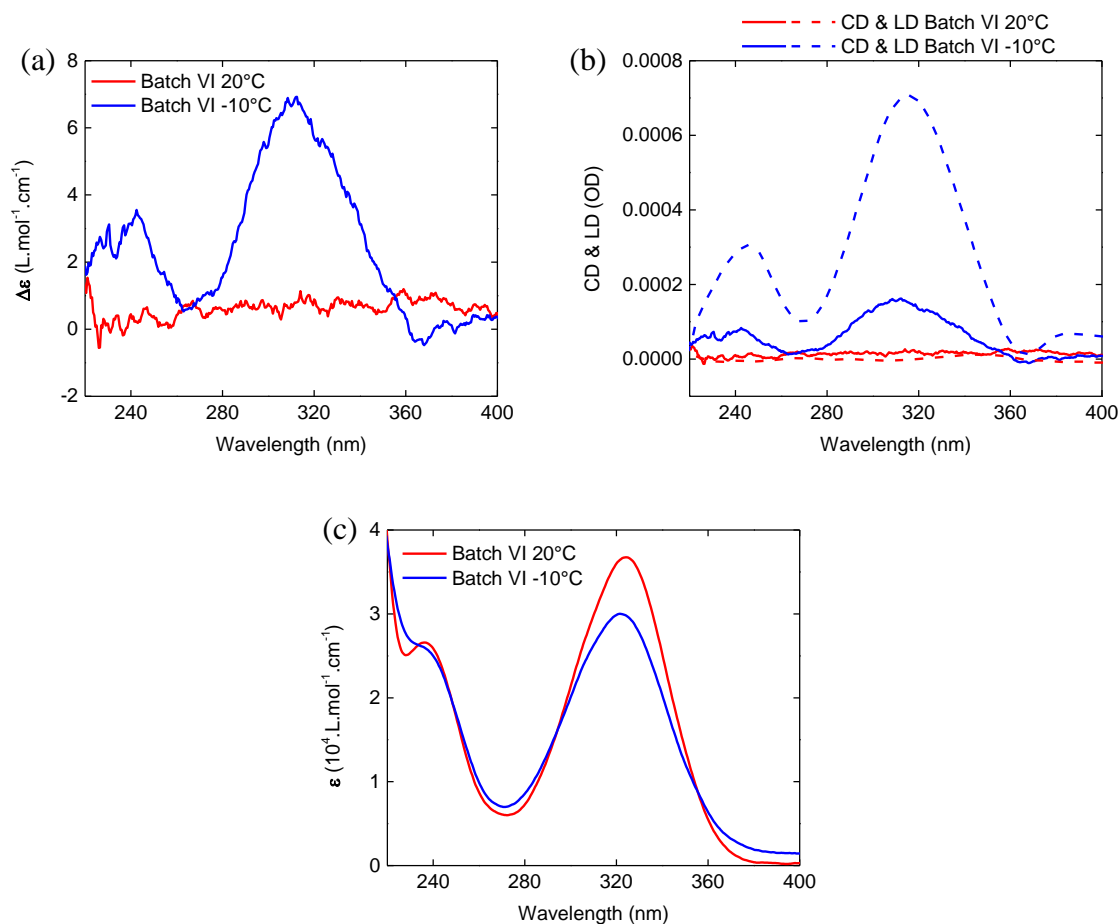 (a)
Batch VI 20°C
Batch VI -10°C
8
6
4
2
0
-2
240
280
320
360
400
Δε (L.mol-1.cm-1)
Wavelength (nm)
CD & LD Batch VI 20°C
CD & LD Batch VI -10°C
(b)
0.0008
0.0006
0.0004
0.0002
0.0000
240
280
320
360
400
CD & LD (OD)
Wavelength (nm)
(c)
Batch VI 20°C
Batch VI -10°C
4
3
2
1
0
240
280
320
360
400
ε (10⁴.L.mol-1.cm-1)
Wavelength (nm)